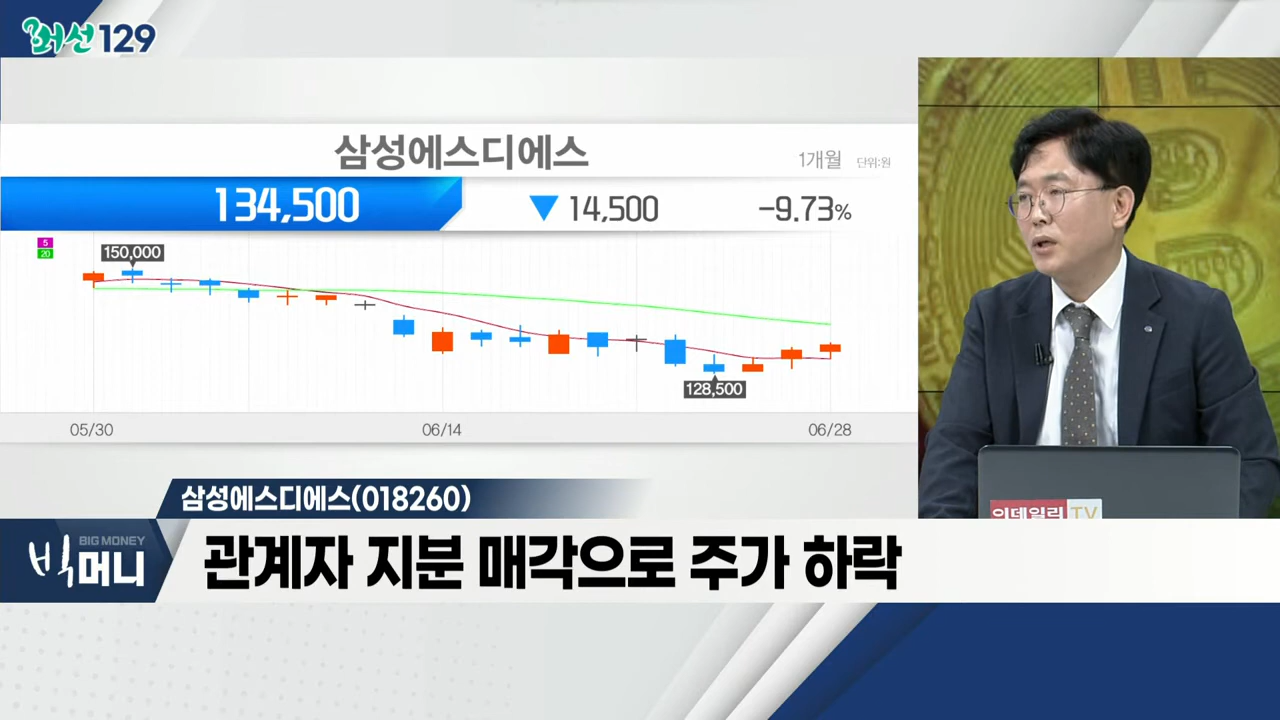 머선129
삼성에스디에스
1개월 단위:원
134,500 ▼ 14,500 -9.73%
5
20
150,000
128,500
05/30 06/14 06/28
이데일리TV
삼성에스디에스(018260)
BIG MONEY
빅머니
관계자 지분 매각으로 주가 하락